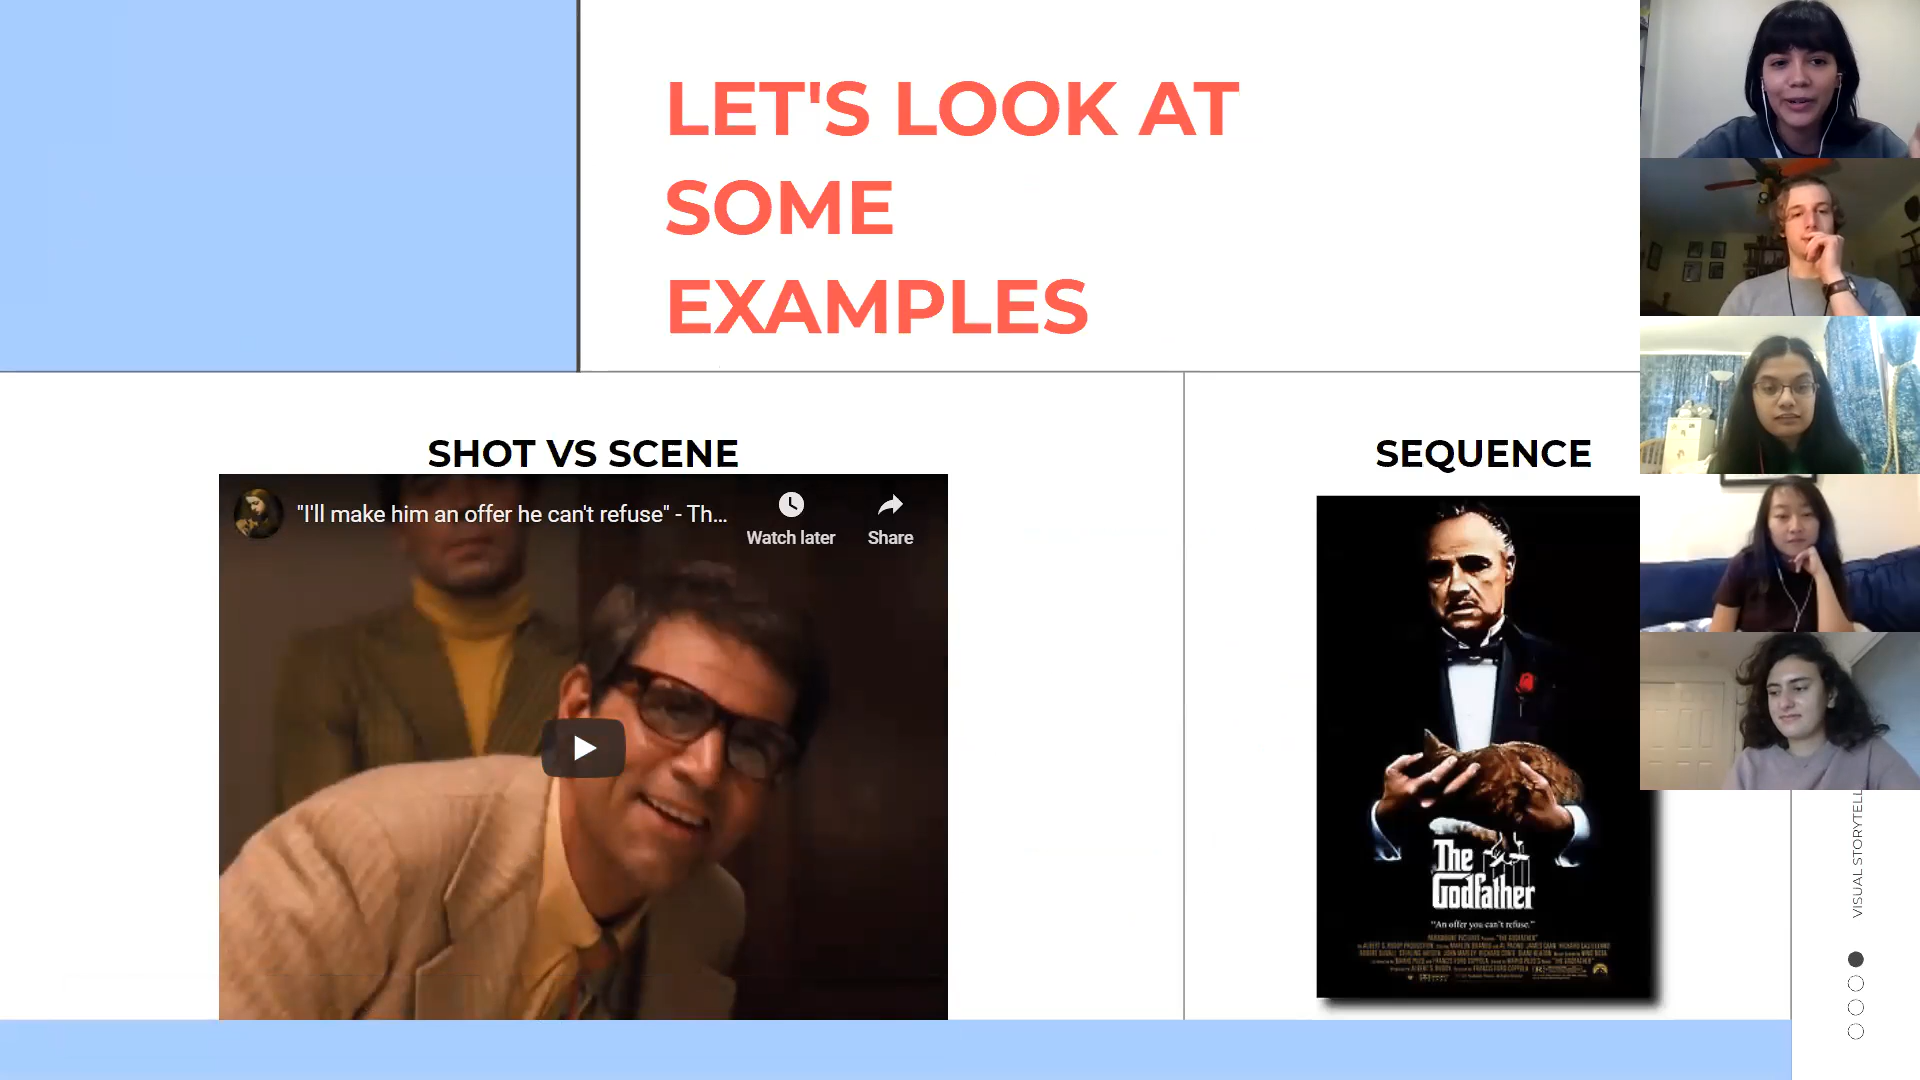 LET'S LOOK AT
SOME
EXAMPLES
SHOT VS SCENE
"I'll make him an offer he can't refuse" - Th...
Watch later
Share
SEQUENCE
The
Godfather
"An offer you can't refuse."
VISUAL STORYTELL